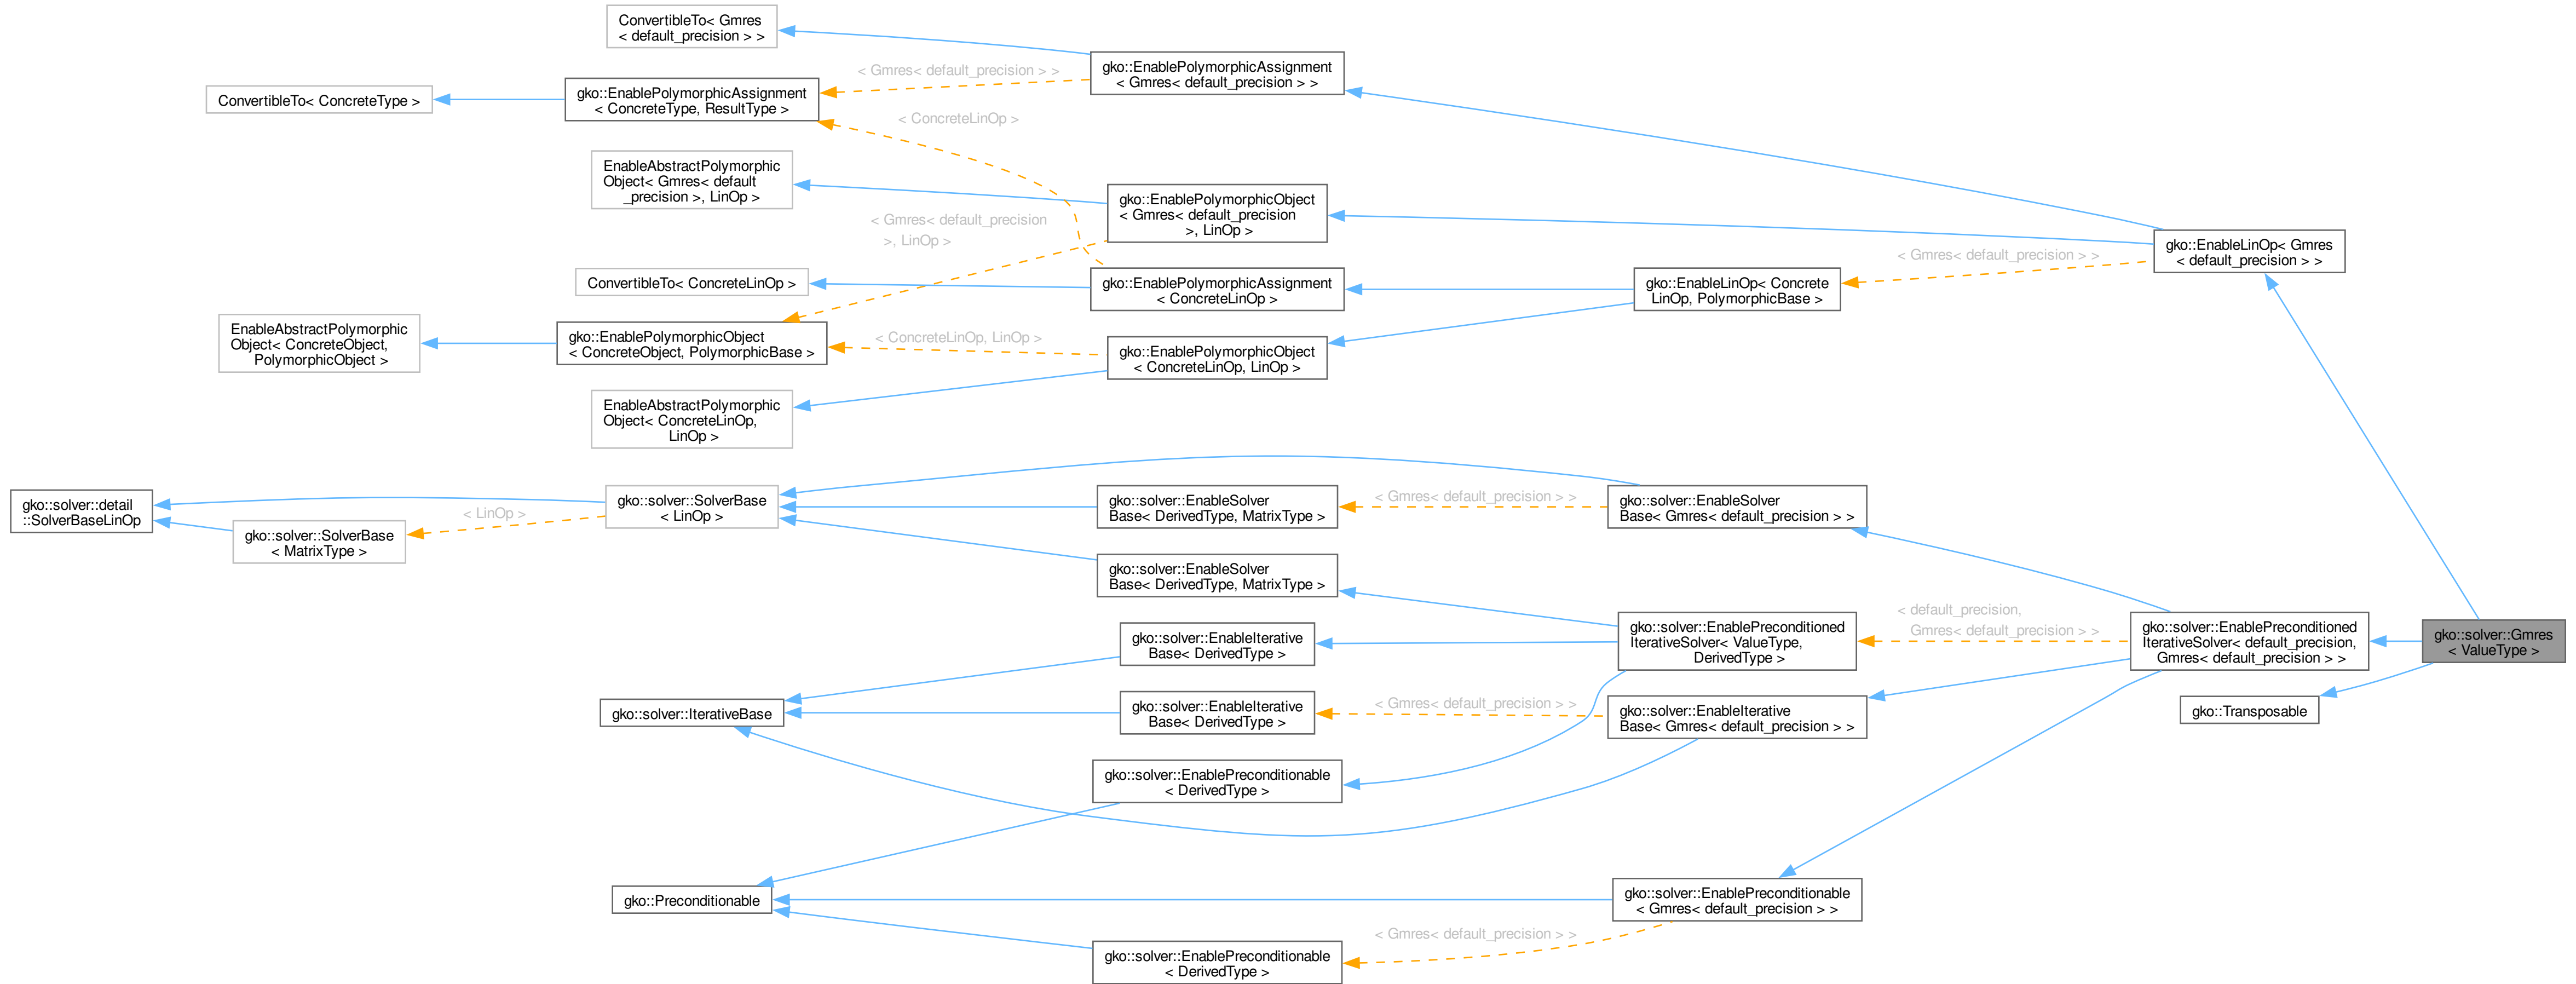 ConvertibleTo< Gmres
< default_precision > >
gko::EnablePolymorphicAssignment
< Gmres< default_precision > >
< Gmres< default_precision > >
ConvertibleTo< ConcreteType >
gko::EnablePolymorphicAssignment
< ConcreteType, ResultType >
< ConcreteLinOp >
EnableAbstractPolymorphic
Object< Gmres< default
_precision >, LinOp >
gko::EnablePolymorphicObject
< Gmres< default_precision
>, LinOp >
< Gmres< default_precision
>, LinOp >
gko::EnableLinOp< Gmres
< default_precision > >
< Gmres< default_precision > >
ConvertibleTo< ConcreteLinOp >
gko::EnablePolymorphicAssignment
< ConcreteLinOp >
gko::EnableLinOp< Concrete
LinOp, PolymorphicBase >
EnableAbstractPolymorphic
Object< ConcreteObject,
PolymorphicObject >
gko::EnablePolymorphicObject
< ConcreteObject, PolymorphicBase >
< ConcreteLinOp, LinOp >
gko::EnablePolymorphicObject
< ConcreteLinOp, LinOp >
EnableAbstractPolymorphic
Object< ConcreteLinOp,
LinOp >
gko::solver::detail
::SolverBaseLinOp
gko::solver::SolverBase
< MatrixType >
< LinOp >
gko::solver::SolverBase
< LinOp >
gko::solver::EnableSolver
Base< DerivedType, MatrixType >
< Gmres< default_precision > >
gko::solver::EnableSolver
Base< Gmres< default_precision > >
gko::solver::EnableSolver
Base< DerivedType, MatrixType >
gko::solver::EnableIterative
Base< DerivedType >
gko::solver::EnablePreconditioned
IterativeSolver< ValueType,
DerivedType >
< default_precision,
Gmres< default_precision > >
gko::solver::EnablePreconditioned
IterativeSolver< default_precision,
Gmres< default_precision > >
gko::solver::Gmres
< ValueType >
gko::solver::IterativeBase
gko::solver::EnableIterative
Base< DerivedType >
< Gmres< default_precision > >
gko::solver::EnableIterative
Base< Gmres< default_precision > >
gko::Transposable
gko::solver::EnablePreconditionable
< DerivedType >
gko::Preconditionable
gko::solver::EnablePreconditionable
< Gmres< default_precision > >
< Gmres< default_precision > >
gko::solver::EnablePreconditionable
< DerivedType >